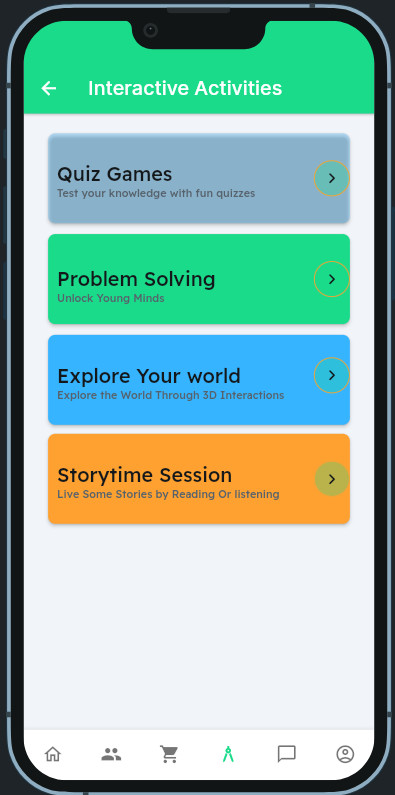 Interactive Activities
Quiz Games
Test your knowledge with fun quizzes
Problem Solving
Unlock Young Minds
Explore Your world
Explore the World Through 3D Interactions
Storytime Session
Live Some Stories by Reading Or listening